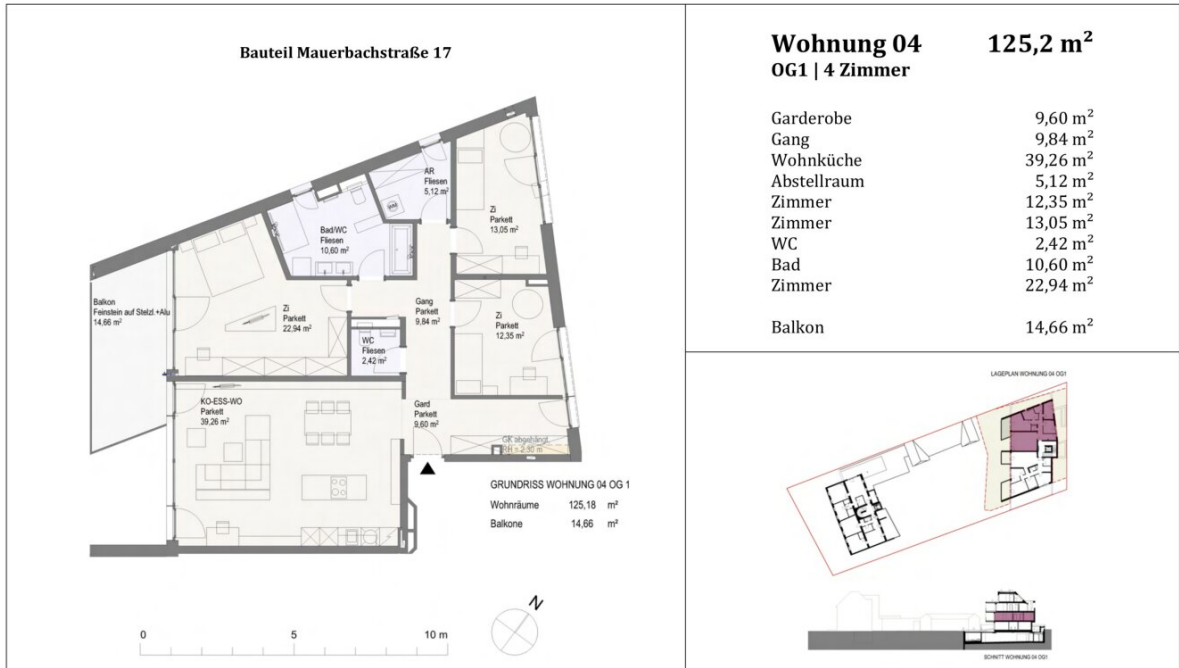 Bauteil Mauerbachstraße 17
AR
Fliesen
5,12 m²
Zi
Parkett
13,05 m²
Bad/WC
Fliesen
10,60 m²
Balkon
Feinstein auf Stelzl.+Alu
14,66 m²
Zi
Parkett
22,94 m²
Gang
Parkett
9,84 m²
Zi
Parkett
12,35 m²
WC
Fliesen
2,42 m²
KO-ESS-WO
Parkett
39,26 m²
Gard
Parkett
9,60 m²
GK abgehängt
RH = 2,30 m
GRUNDRISS WOHNUNG 04 OG 1
Wohnräume 125,18 m²
Balkone 14,66 m²
N
0 5 10 m
Wohnung 04 125,2 m²
OG1 | 4 Zimmer
Garderobe 9,60 m²
Gang 9,84 m²
Wohnküche 39,26 m²
Abstellraum 5,12 m²
Zimmer 12,35 m²
Zimmer 13,05 m²
WC 2,42 m²
Bad 10,60 m²
Zimmer 22,94 m²
Balkon 14,66 m²
LAGEPLAN WOHNUNG 04 OG1
SCHNITT WOHNUNG 04 OG1